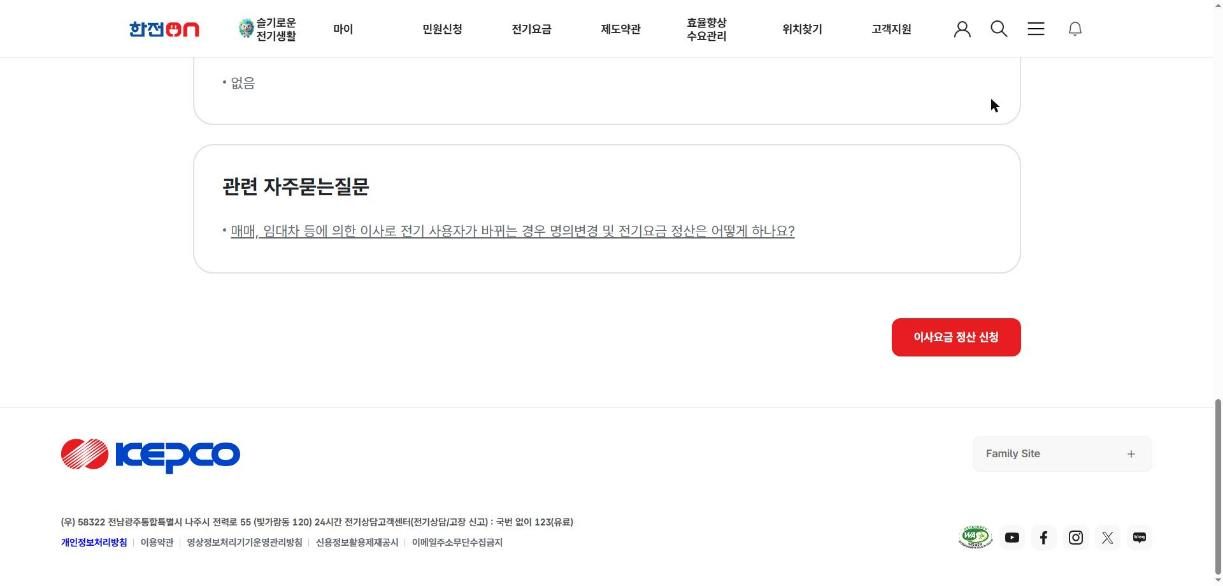 한전ON
슬기로운
전기생활
마이
민원신청
전기요금
제도약관
효율향상
수요관리
위치찾기
고객지원
• 없음
관련 자주묻는질문
• 매매, 임대차 등에 의한 이사로 전기 사용자가 바뀌는 경우 명의변경 및 전기요금 정산은 어떻게 하나요?
이사요금 정산 신청
KEPCO
Family Site +
(우) 58322 전남광주통합특별시 나주시 전력로 55 (빛가람동 120) 24시간 전기상담고객센터(전기상담/고장 신고) : 국번 없이 123(유료)
개인정보처리방침 | 이용약관 | 영상정보처리기기운영관리방침 | 신용정보활용체제공시 | 이메일주소무단수집금지
WA
blog